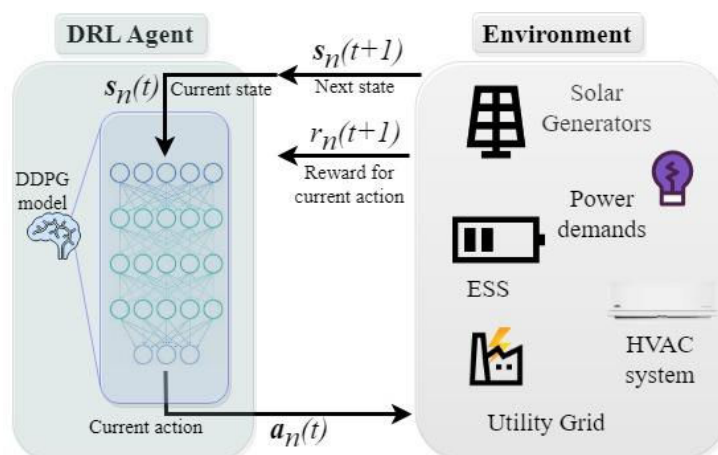 DRL Agent
Environment
s_n(t)
Current state
s_n(t+1)
Next state
r_n(t+1)
Reward for
current action
DDPG
model
Current action
a_n(t)
Solar
Generators
Power
demands
ESS
HVAC
system
Utility Grid